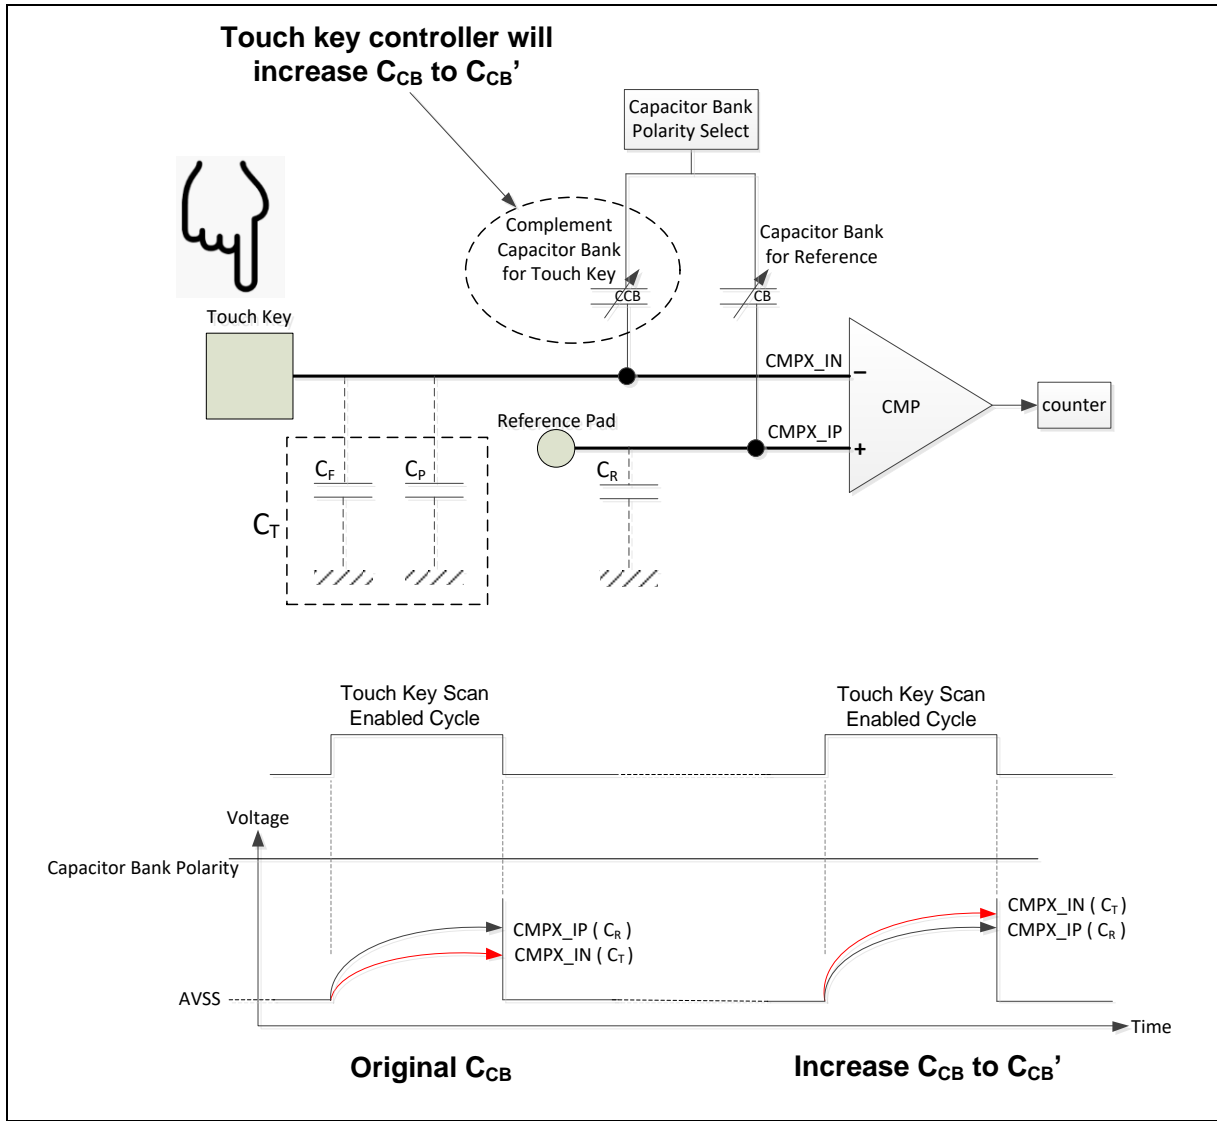 Touch key controller will
increase CCB to CCB’
Capacitor Bank
Polarity Select
Complement
Capacitor Bank
for Touch Key
Capacitor Bank
for Reference
CCB
CB
Touch Key
CMPX_IN
−
CMP
counter
Reference Pad
CMPX_IP
+
CF
CP
CR
CT
Touch Key Scan
Enabled Cycle
Touch Key Scan
Enabled Cycle
Voltage
Capacitor Bank Polarity
CMPX_IP ( CR )
CMPX_IN ( CT )
CMPX_IN ( CT )
CMPX_IP ( CR )
AVSS
Time
Original CCB
Increase CCB to CCB’